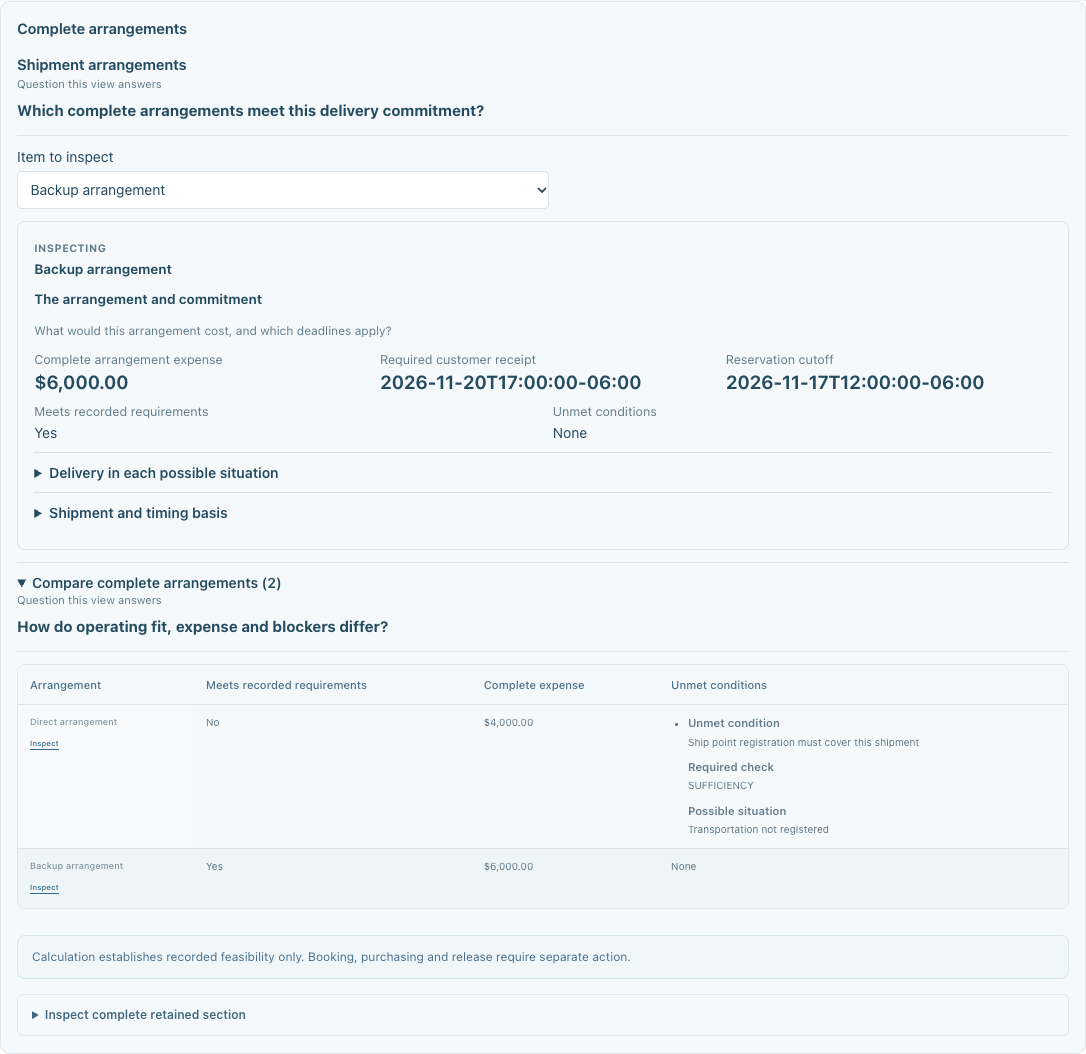 Complete arrangements
Shipment arrangements
Question this view answers
Which complete arrangements meet this delivery commitment?
Item to inspect
Backup arrangement
INSPECTING
Backup arrangement
The arrangement and commitment
What would this arrangement cost, and which deadlines apply?
Complete arrangement expense Required customer receipt Reservation cutoff
$6,000.00 2026-11-20T17:00:00-06:00 2026-11-17T12:00:00-06:00
Meets recorded requirements Unmet conditions
Yes None
Delivery in each possible situation
Shipment and timing basis
Compare complete arrangements (2)
Question this view answers
How do operating fit, expense and blockers differ?
Arrangement Meets recorded requirements Complete expense Unmet conditions
Direct arrangement No $4,000.00 • Unmet condition
Inspect Ship point registration must cover this shipment
Required check
SUFFICIENCY
Possible situation
Transportation not registered
Backup arrangement Yes $6,000.00 None
Inspect
Calculation establishes recorded feasibility only. Booking, purchasing and release require separate action.
Inspect complete retained section